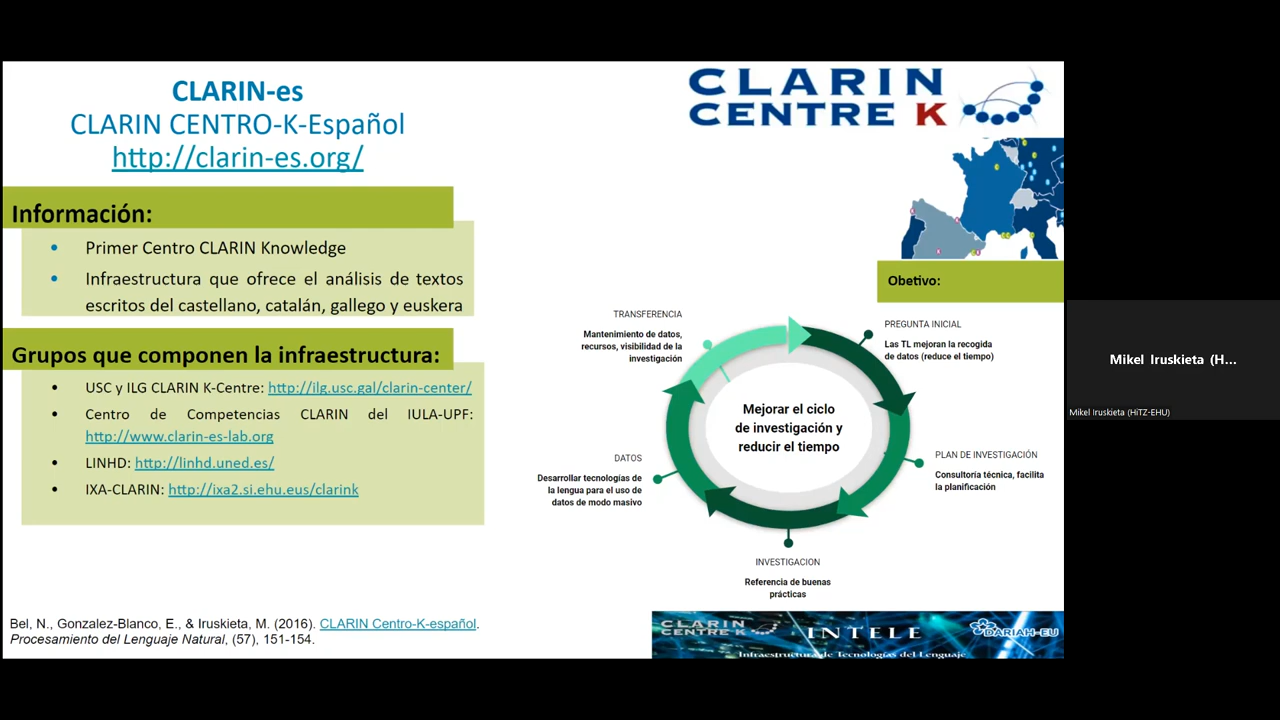 CLARIN-es
CLARIN CENTRO-K-Español
http://clarin-es.org/
CLARIN
CENTRE K
Información:
• Primer Centro CLARIN Knowledge
• Infraestructura que ofrece el análisis de textos
escritos del castellano, catalán, gallego y euskera
Grupos que componen la infraestructura:
• USC y ILG CLARIN K-Centre: http://ilg.usc.gal/clarin-center/
• Centro de Competencias CLARIN del IULA-UPF:
http://www.clarin-es-lab.org
• LINHD: http://linhd.uned.es/
• IXA-CLARIN: http://ixa2.si.ehu.eus/clarink
Bel, N., Gonzalez-Blanco, E., & Iruskieta, M. (2016). CLARIN Centro-K-español.
Procesamiento del Lenguaje Natural, (57), 151-154.
Obetivo:
Mejorar el ciclo
de investigación y
reducir el tiempo
PREGUNTA INICIAL
Las TL mejoran la recogida
de datos (reduce el tiempo)
PLAN DE INVESTIGACIÓN
Consultoría técnica, facilita
la planificación
INVESTIGACION
Referencia de buenas
prácticas
DATOS
Desarrollar tecnologías de
la lengua para el uso de
datos de modo masivo
TRANSFERENCIA
Mantenimiento de datos,
recursos, visibilidad de la
investigación
CLARIN
CENTRE K
INTELE
DARIAH-EU
Infraestructura de Tecnologías del Lenguaje
Mikel Iruskieta (H...
Mikel Iruskieta (HiTZ-EHU)